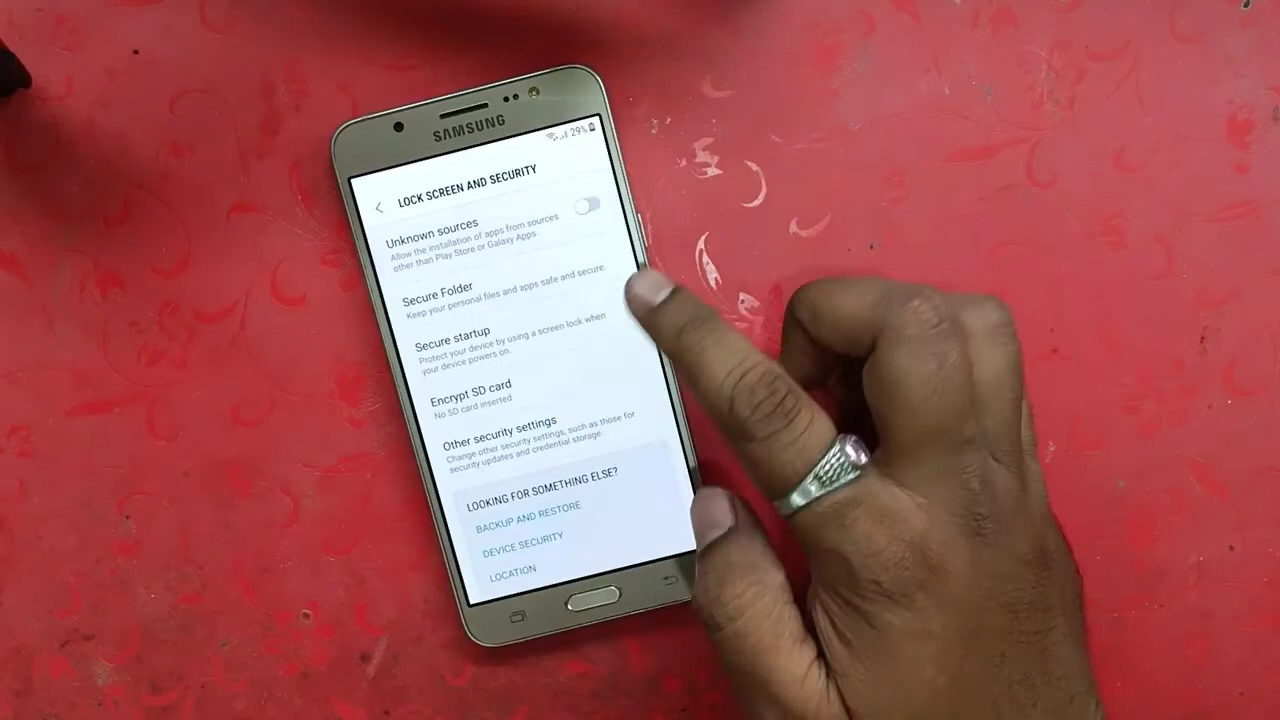 SAMSUNG
29%
LOCK SCREEN AND SECURITY
Unknown sources
Allow the installation of apps from sources
other than Play Store or Galaxy Apps.
Secure Folder
Keep your personal files and apps safe and secure.
Secure startup
Protect your device by using a screen lock when
your device powers on.
Encrypt SD card
No SD card inserted
Other security settings
Change other security settings, such as those for
security updates and credential storage.
LOOKING FOR SOMETHING ELSE?
BACKUP AND RESTORE
DEVICE SECURITY
LOCATION